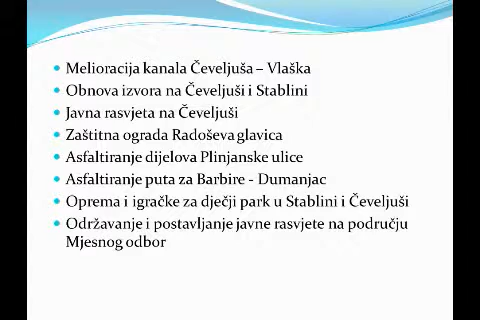 Melioracija kanala Čeveljuša – Vlaška
Obnova izvora na Čeveljuši i Stablini
Javna rasvjeta na Čeveljuši
Zaštitna ograda Radoševa glavica
Asfaltiranje dijelova Plinjanske ulice
Asfaltiranje puta za Barbire - Dumanjac
Oprema i igračke za dječji park u Stablini i Čeveljuši
Održavanje i postavljanje javne rasvjete na području
Mjesnog odbor